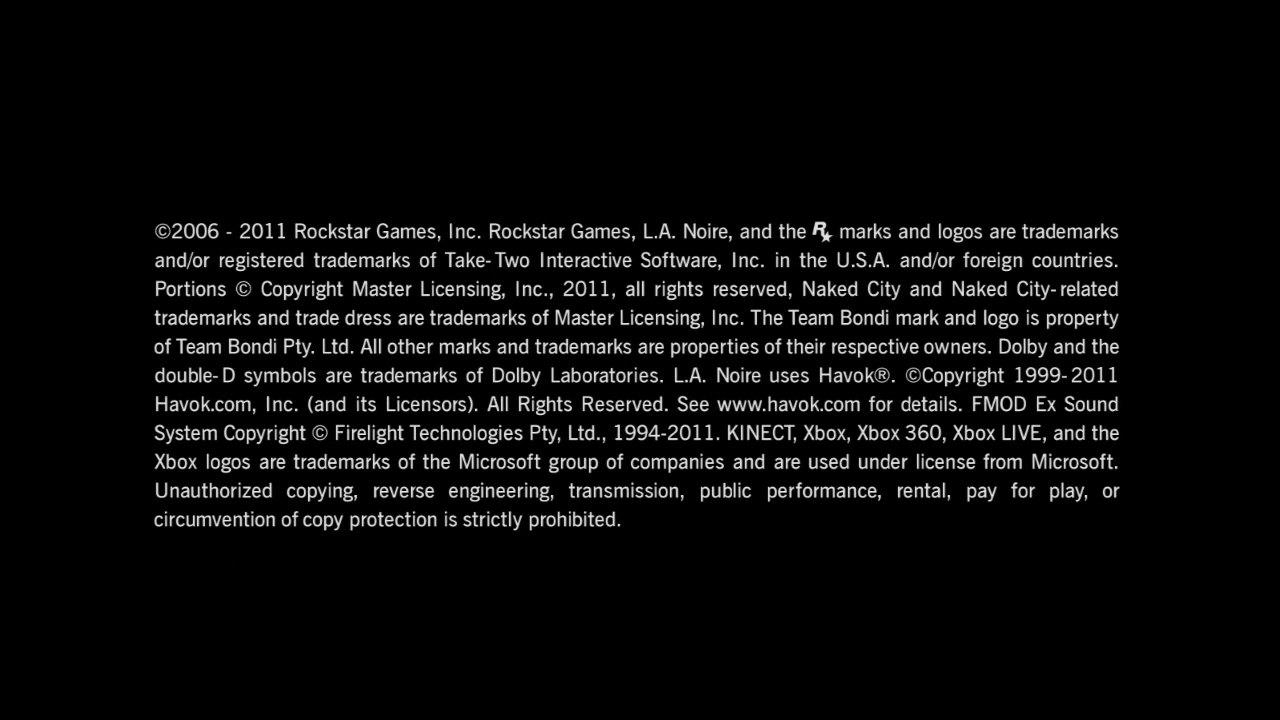 ©2006 - 2011 Rockstar Games, Inc. Rockstar Games, L.A. Noire, and the R★ marks and logos are trademarks
and/or registered trademarks of Take-Two Interactive Software, Inc. in the U.S.A. and/or foreign countries.
Portions © Copyright Master Licensing, Inc., 2011, all rights reserved, Naked City and Naked City-related
trademarks and trade dress are trademarks of Master Licensing, Inc. The Team Bondi mark and logo is property
of Team Bondi Pty. Ltd. All other marks and trademarks are properties of their respective owners. Dolby and the
double-D symbols are trademarks of Dolby Laboratories. L.A. Noire uses Havok®. ©Copyright 1999-2011
Havok.com, Inc. (and its Licensors). All Rights Reserved. See www.havok.com for details. FMOD Ex Sound
System Copyright © Firelight Technologies Pty, Ltd., 1994-2011. KINECT, Xbox, Xbox 360, Xbox LIVE, and the
Xbox logos are trademarks of the Microsoft group of companies and are used under license from Microsoft.
Unauthorized copying, reverse engineering, transmission, public performance, rental, pay for play, or
circumvention of copy protection is strictly prohibited.